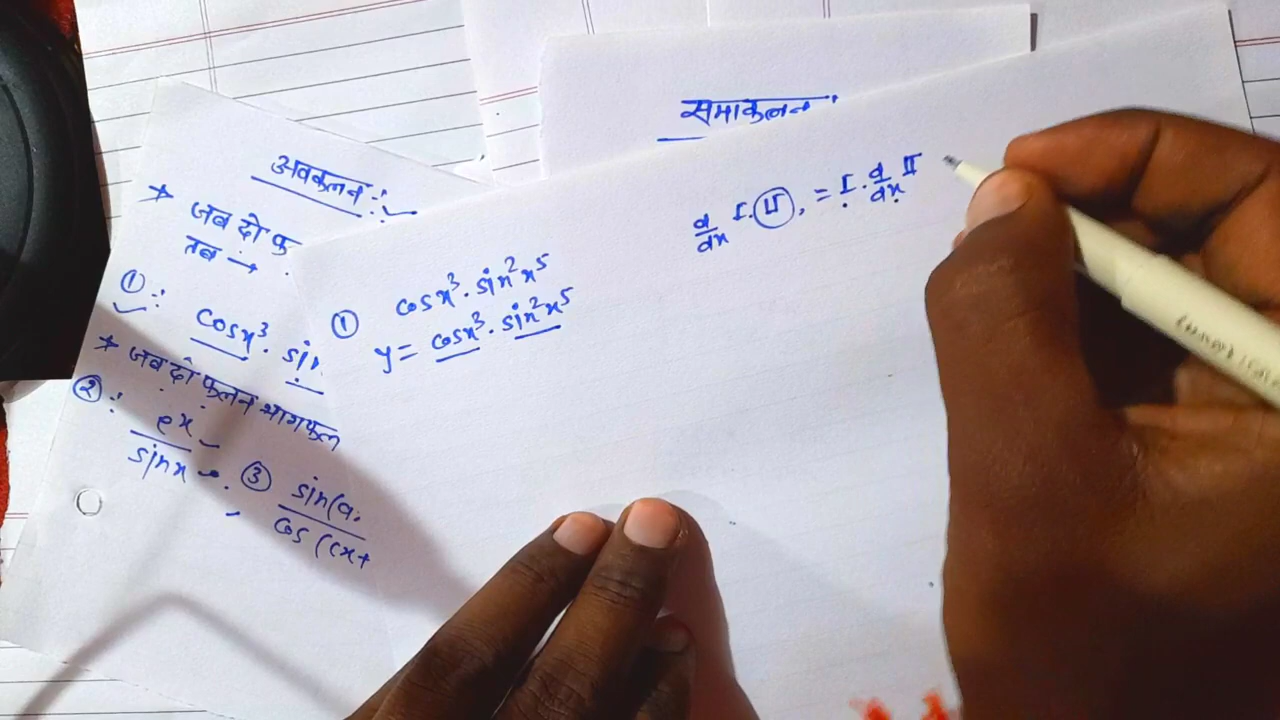 समाकलन
अवकलन :
* जब दो फ
तब →
① : cosx³ . sin
* जब दो फलन भागफल
② : eˣ / sinx
③ sin(a / cos(cx+
① cosx³ . sin²x⁵
y = cosx³ . sin²x⁵
d/dx I . II , = I . d/dx II